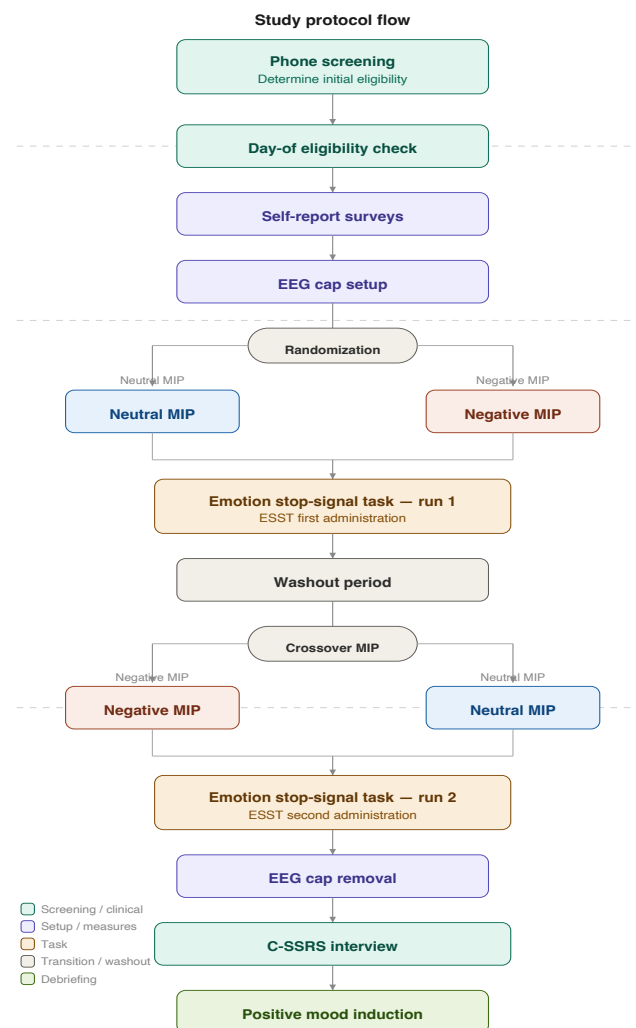 Study protocol flow
Phone screening
Determine initial eligibility
Day-of eligibility check
Self-report surveys
EEG cap setup
Randomization
Neutral MIP
Negative MIP
Neutral MIP
Negative MIP
Emotion stop-signal task — run 1
ESST first administration
Washout period
Crossover MIP
Negative MIP
Neutral MIP
Negative MIP
Neutral MIP
Emotion stop-signal task — run 2
ESST second administration
EEG cap removal
C-SSRS interview
Positive mood induction
Screening / clinical
Setup / measures
Task
Transition / washout
Debriefing